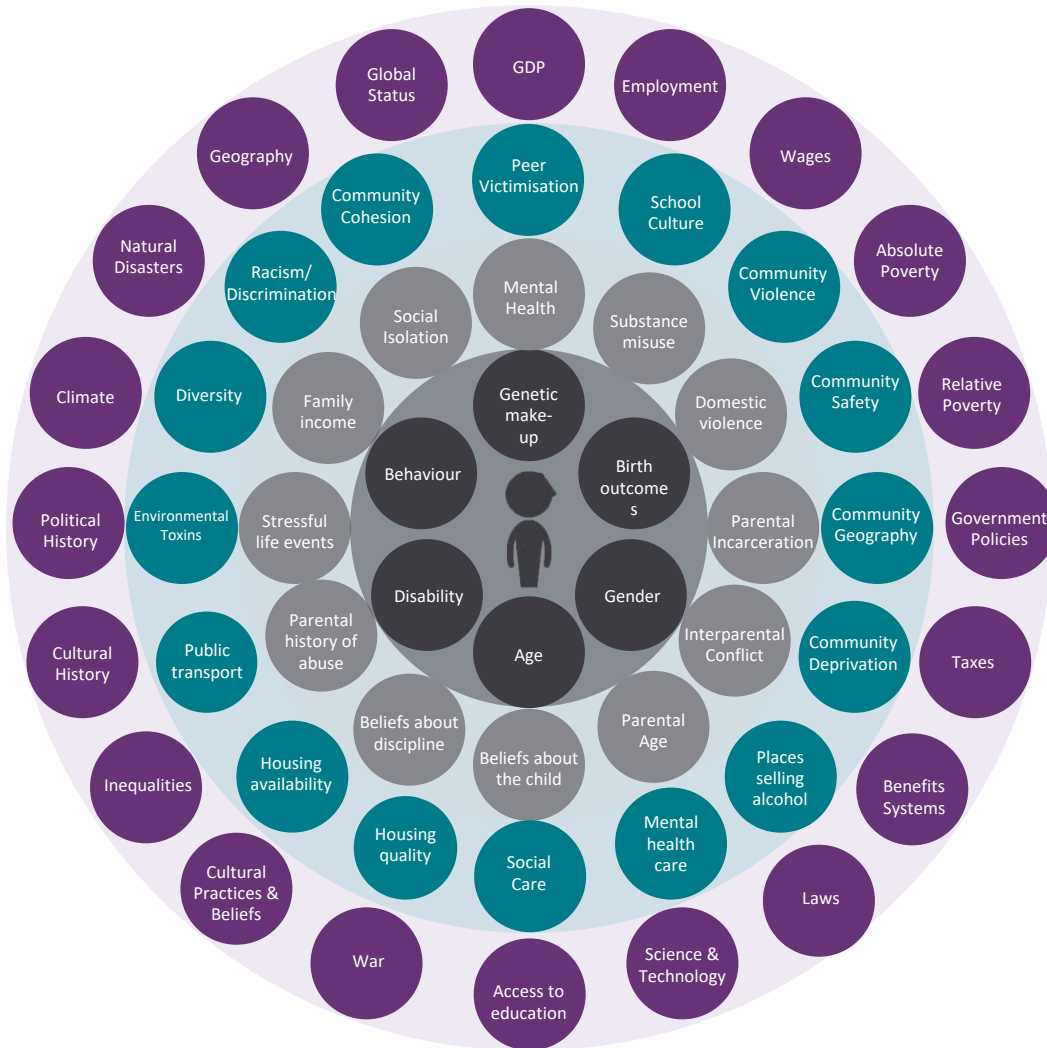 GDP
Employment
Wages
Absolute
Poverty
Relative
Poverty
Government
Policies
Taxes
Benefits
Systems
Laws
Science &
Technology
Access to
education
War
Cultural
Practices &
Beliefs
Inequalities
Cultural
History
Political
History
Climate
Natural
Disasters
Geography
Global
Status
Peer
Victimisation
School
Culture
Community
Violence
Community
Safety
Community
Geography
Community
Deprivation
Places
selling
alcohol
Mental
health
care
Social
Care
Housing
quality
Housing
availability
Public
transport
Environmental
Toxins
Diversity
Racism/
Discrimination
Community
Cohesion
Mental
Health
Substance
misuse
Domestic
violence
Parental
Incarceration
Interparental
Conflict
Parental
Age
Beliefs about
the child
Beliefs about
discipline
Parental
history of
abuse
Stressful
life events
Family
income
Social
Isolation
Genetic
make-
up
Birth
outcome
s
Gender
Age
Disability
Behaviour